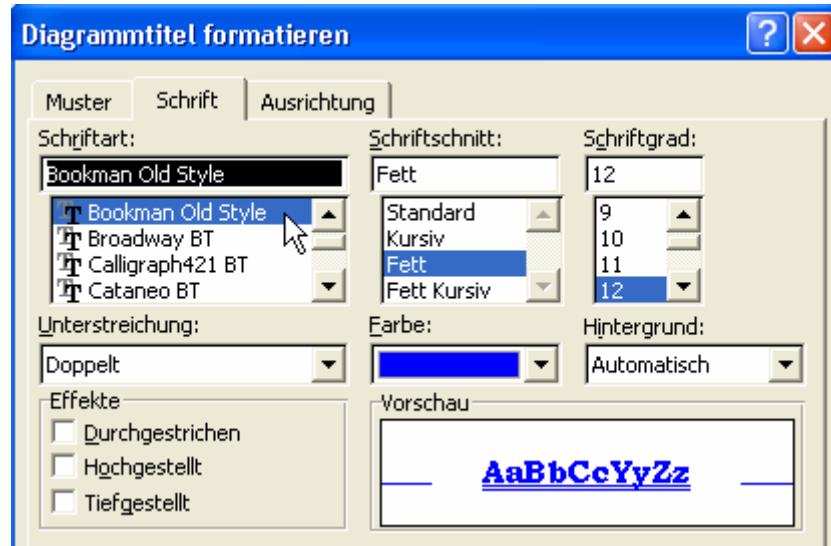 Diagrammtitel formatieren
Muster Schrift Ausrichtung
Schriftart: Schriftschnitt: Schriftgrad:
Bookman Old Style Fett 12
Bookman Old Style Standard 9
Broadway BT Kursiv 10
Calligraph421 BT Fett 11
Cataneo BT Fett Kursiv 12
Unterstreichung: Farbe: Hintergrund:
Doppelt Automatisch
Effekte Vorschau
Durchgestrichen
Hochgestellt AaBbCcYyZz
Tiefgestellt